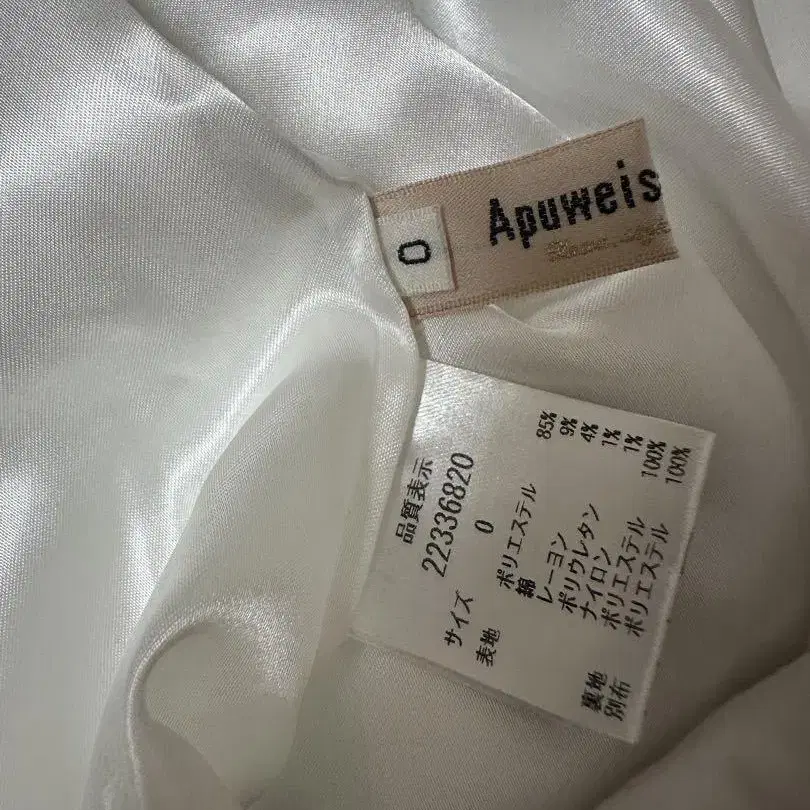 Apuweis
0
品質表示
22336820
サイズ 0
表地 ポリエステル 85%
綿 9%
レーヨン 4%
ポリウレタン 1%
ナイロン 1%
裏地 ポリエステル 100%
別布 ポリエステル 100%